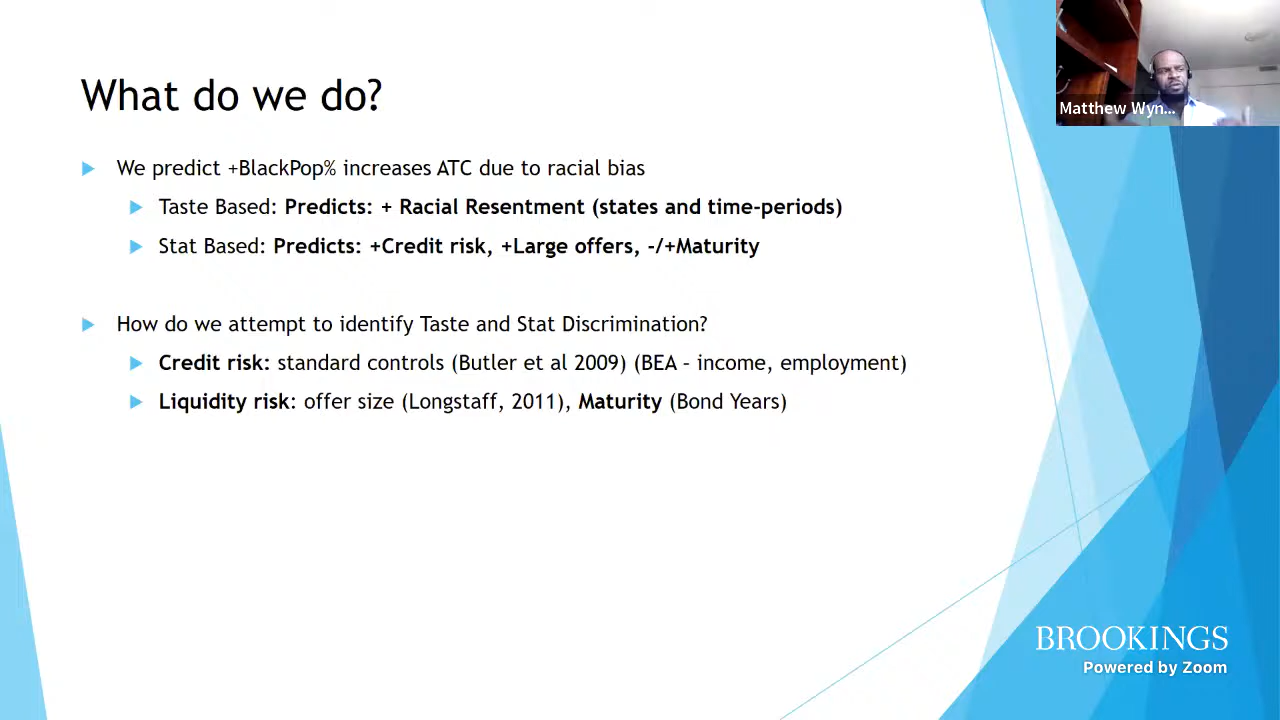 What do we do?
We predict +BlackPop% increases ATC due to racial bias
Taste Based: Predicts: + Racial Resentment (states and time-periods)
Stat Based: Predicts: +Credit risk, +Large offers, -/+Maturity
How do we attempt to identify Taste and Stat Discrimination?
Credit risk: standard controls (Butler et al 2009) (BEA – income, employment)
Liquidity risk: offer size (Longstaff, 2011), Maturity (Bond Years)
Matthew Wyn...
BROOKINGS
Powered by Zoom